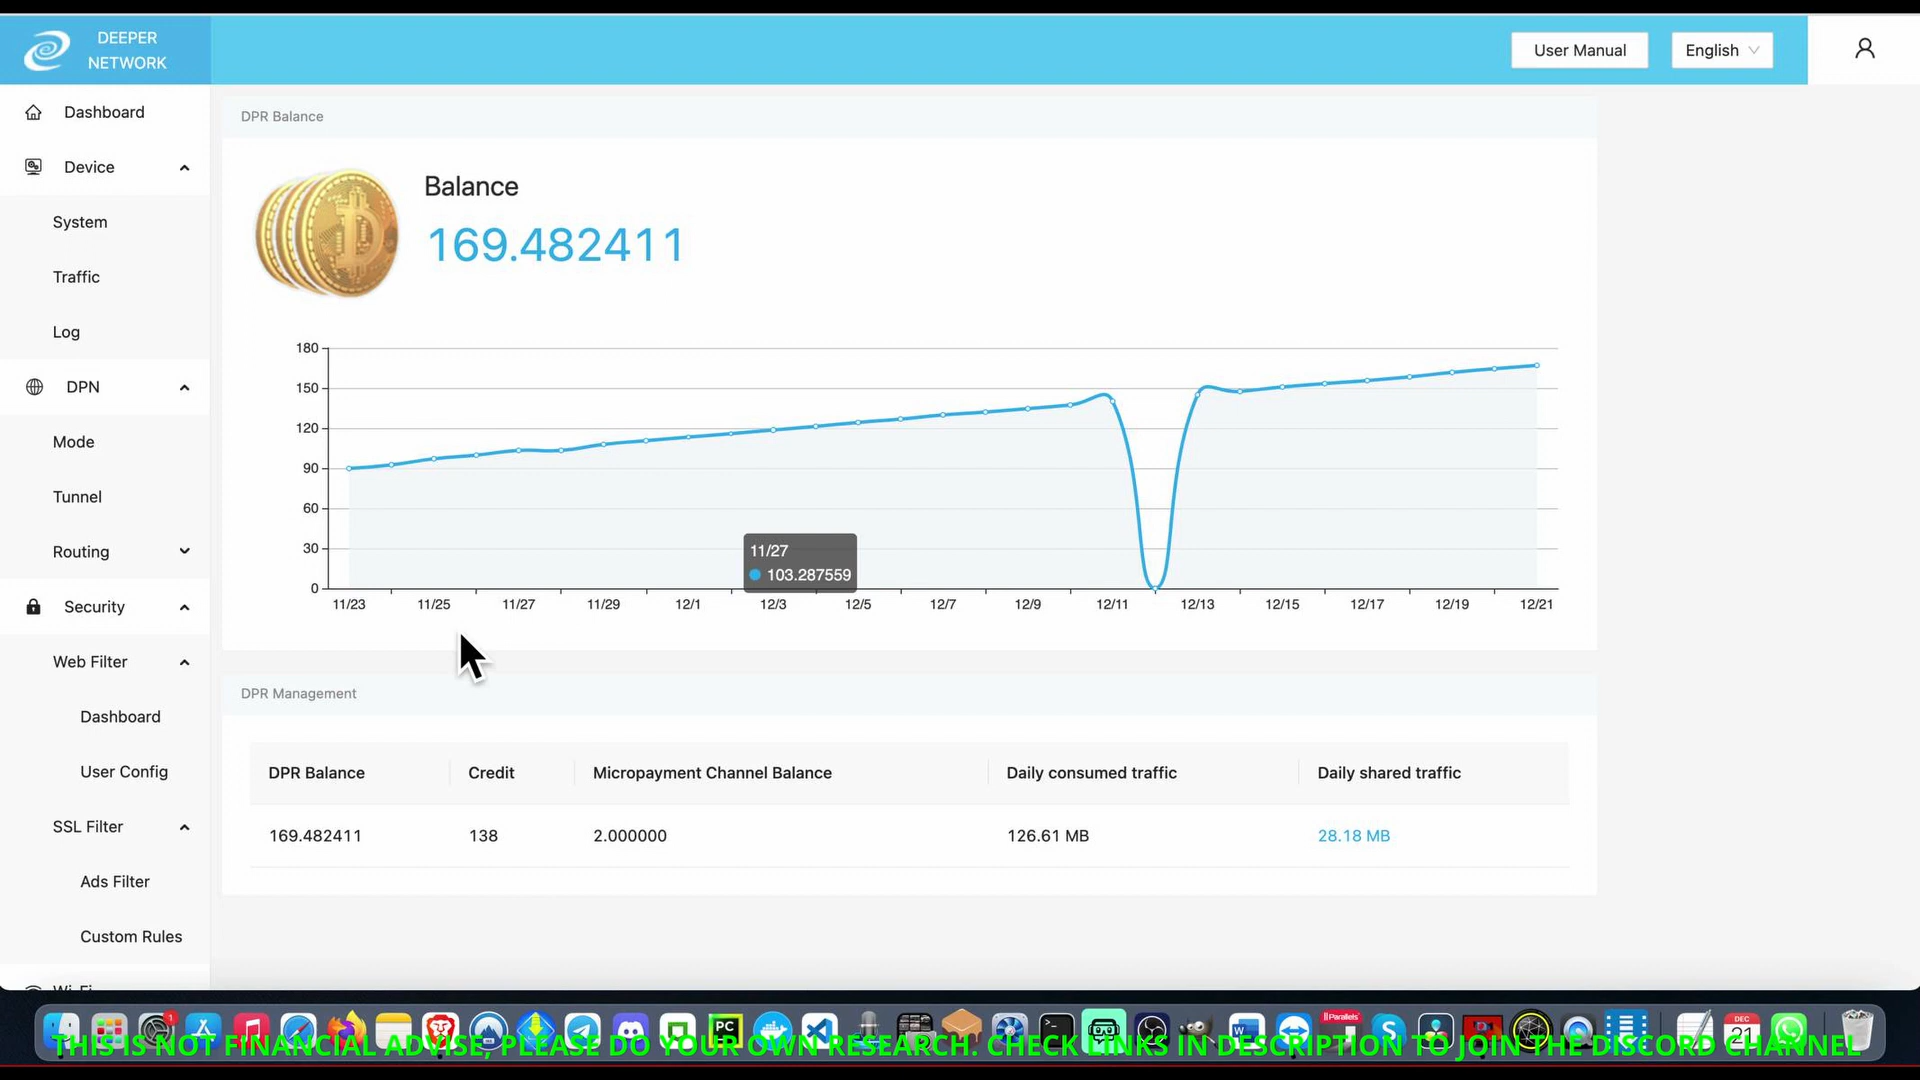 DEEPER
NETWORK
User Manual
English
Dashboard
Device
System
Traffic
Log
DPN
Mode
Tunnel
Routing
Security
Web Filter
Dashboard
User Config
SSL Filter
Ads Filter
Custom Rules
DPR Balance
Balance
169.482411
180
150
120
90
60
30
0
11/27
103.287559
11/23 11/25 11/27 11/29 12/1 12/3 12/5 12/7 12/9 12/11 12/13 12/15 12/17 12/19 12/21
DPR Management
DPR Balance Credit Micropayment Channel Balance Daily consumed traffic Daily shared traffic
169.482411 138 2.000000 126.61 MB 28.18 MB
1
PC
Parallels
DEC
21
THIS IS NOT FINANCIAL ADVISE, PLEASE DO YOUR OWN RESEARCH. CHECK LINKS IN DESCRIPTION TO JOIN THE DISCORD CHANNEL